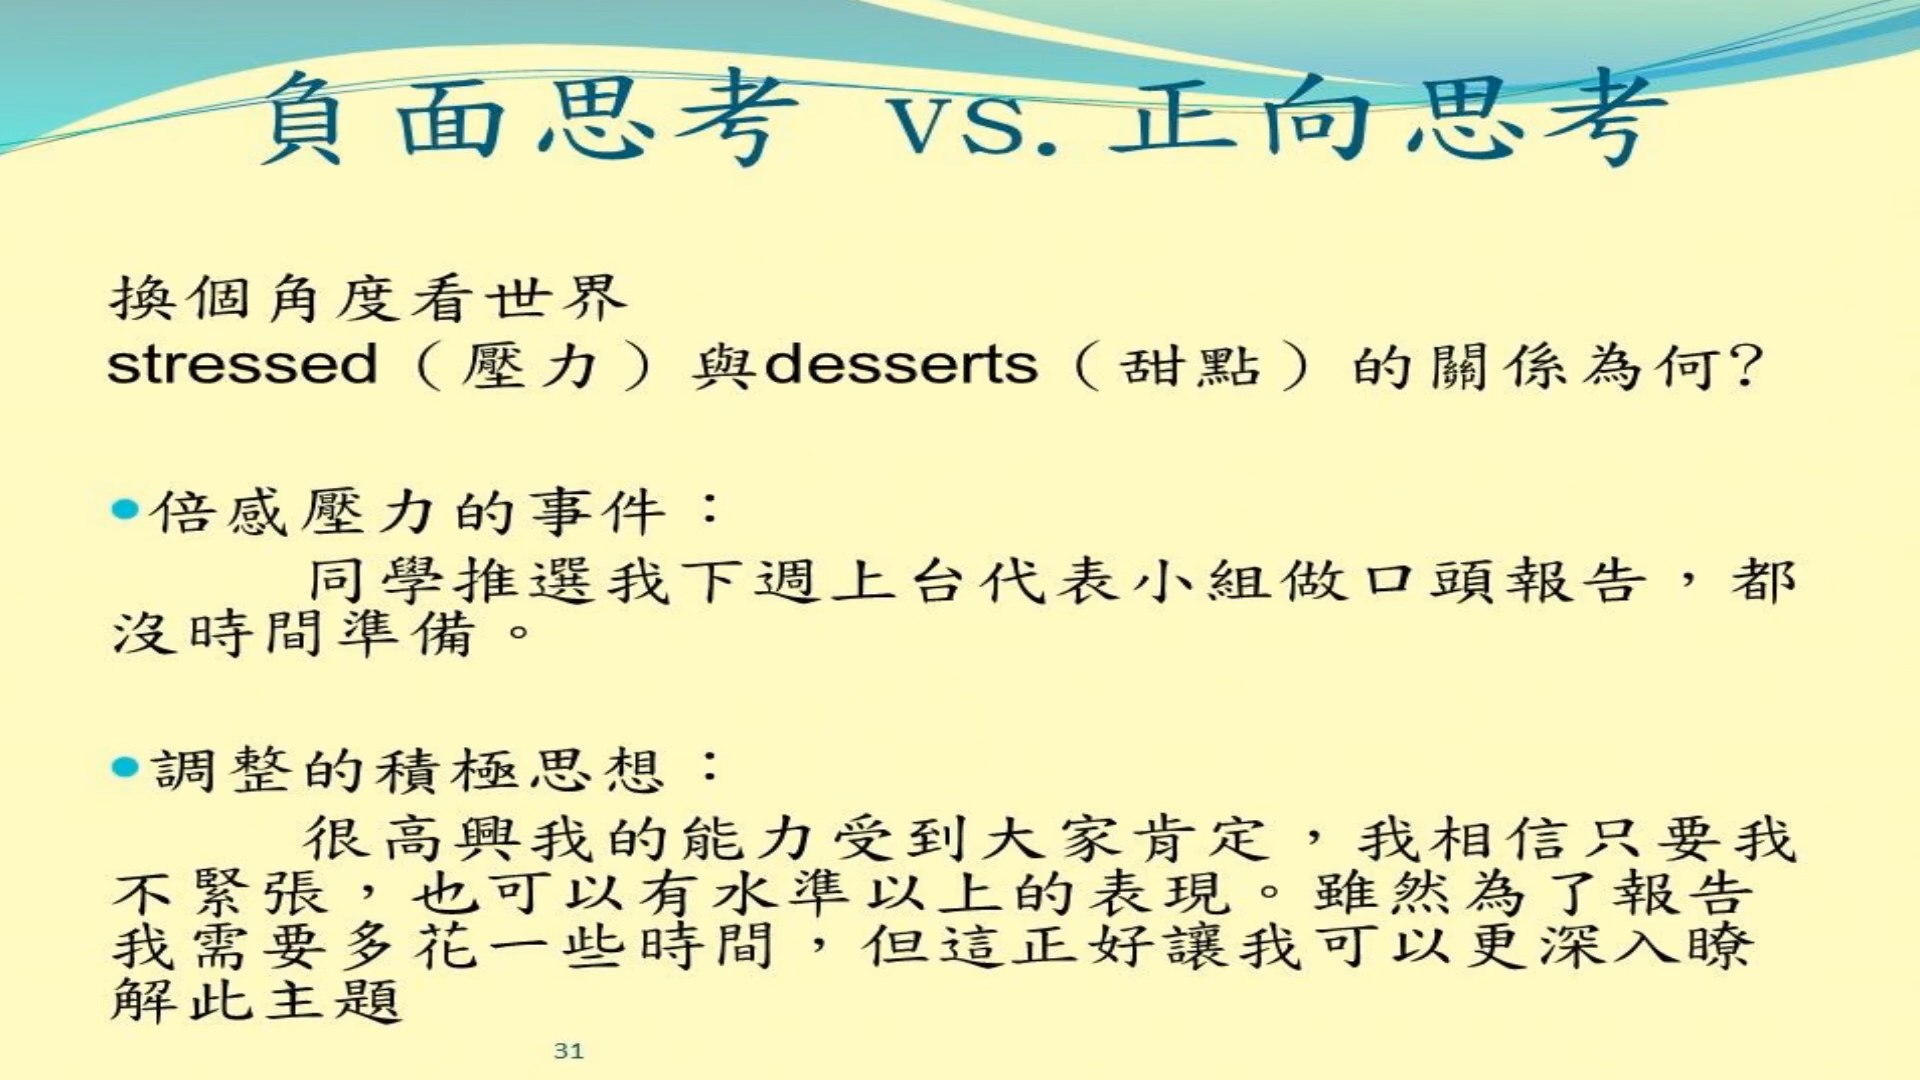 負面思考 vs.正向思考
換個角度看世界
stressed（壓力）與desserts（甜點）的關係為何?
•倍感壓力的事件：
同學推選我下週上台代表小組做口頭報告，都
沒時間準備。
•調整的積極思想：
很高興我的能力受到大家肯定，我相信只要我
不緊張，也可以有水準以上的表現。雖然為了報告
我需要多花一些時間，但這正好讓我可以更深入瞭
解此主題
31